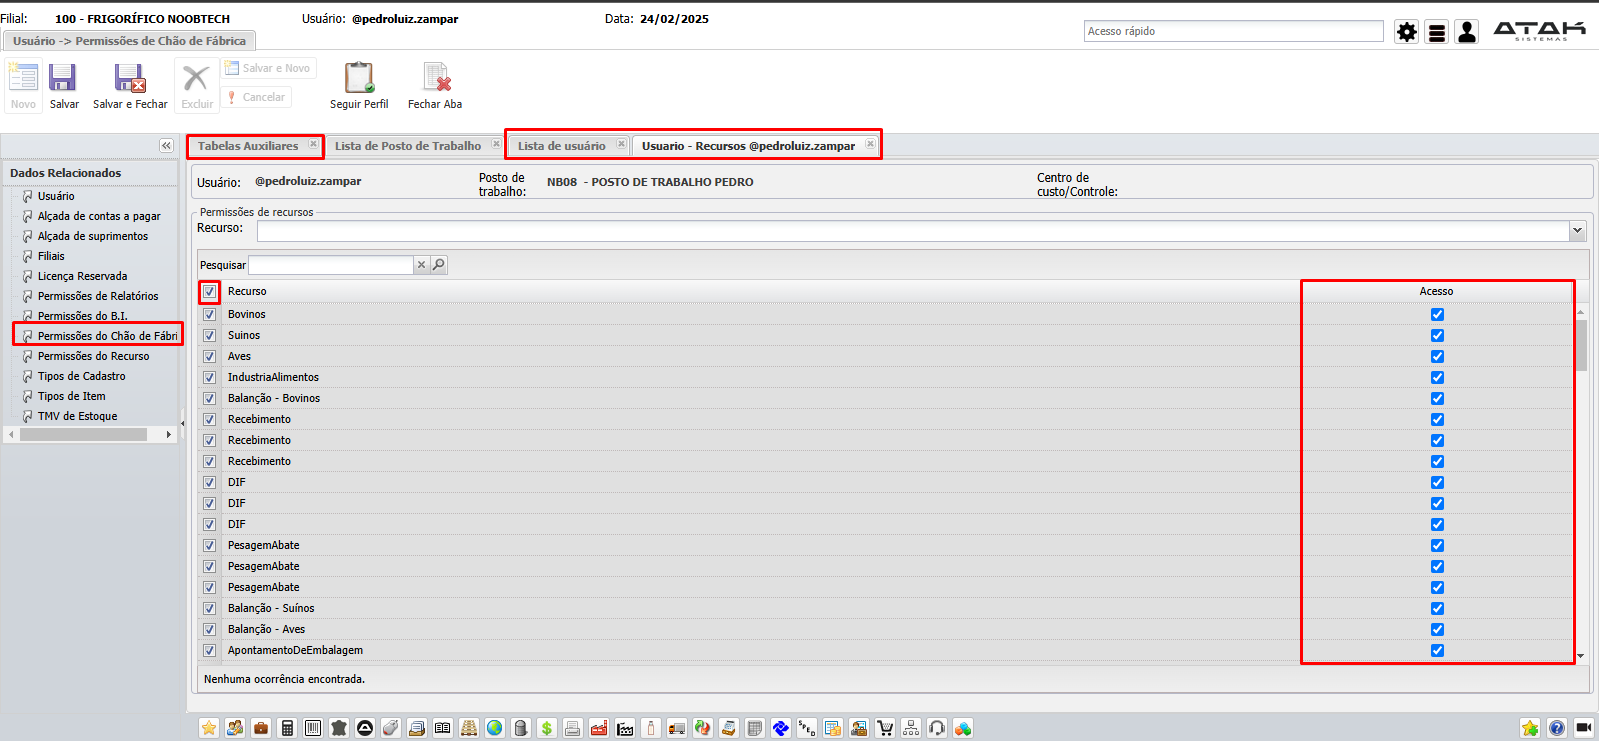 Filial: 100 - FRIGORÍFICO NOOBTECH Usuário: @pedroluiz.zampar Data: 24/02/2025
Usuário -> Permissões de Chão de Fábrica
Acesso rápido
ATAK
SISTEMAS
Novo
Salvar
Salvar e Fechar
Excluir
Salvar e Novo
Cancelar
Seguir Perfil
Fechar Aba
Tabelas Auxiliares
Lista de Posto de Trabalho
Lista de usuário
Usuario - Recursos @pedroluiz.zampar
Dados Relacionados
Usuário
Alçada de contas a pagar
Alçada de suprimentos
Filiais
Licença Reservada
Permissões de Relatórios
Permissões do B.I.
Permissões do Chão de Fábri
Permissões do Recurso
Tipos de Cadastro
Tipos de Item
TMV de Estoque
Usuário: @pedroluiz.zampar
Posto de
trabalho: NB08 - POSTO DE TRABALHO PEDRO
Centro de
custo/Controle:
Permissões de recursos
Recurso:
Pesquisar
Recurso Acesso
Bovinos
Suinos
Aves
IndustriaAlimentos
Balanção - Bovinos
Recebimento
Recebimento
Recebimento
DIF
DIF
DIF
PesagemAbate
PesagemAbate
PesagemAbate
Balanção - Suínos
Balanção - Aves
ApontamentoDeEmbalagem
Nenhuma ocorrência encontrada.
SPED